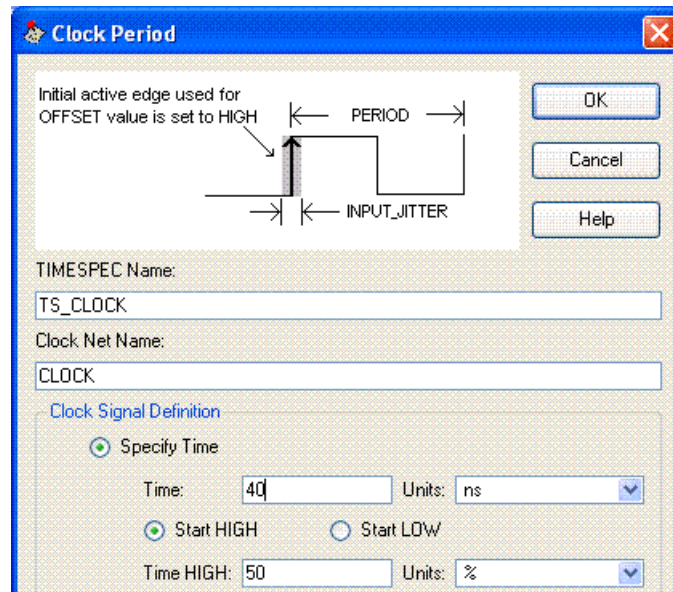 Clock Period
Initial active edge used for
OFFSET value is set to HIGH
PERIOD
INPUT_JITTER
OK
Cancel
Help
TIMESPEC Name:
TS_CLOCK
Clock Net Name:
CLOCK
Clock Signal Definition
Specify Time
Time: 40 Units: ns
Start HIGH Start LOW
Time HIGH: 50 Units: %